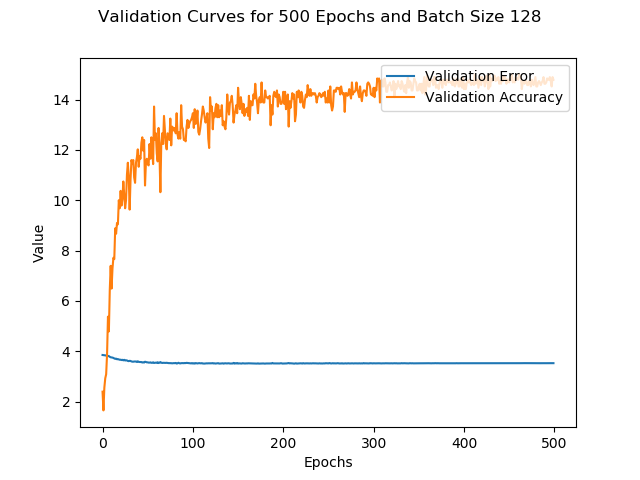 Validation Curves for 500 Epochs and Batch Size 128
Validation Error
Validation Accuracy
14
12
10
8
6
4
2
Value
0
100
200
300
400
500
Epochs